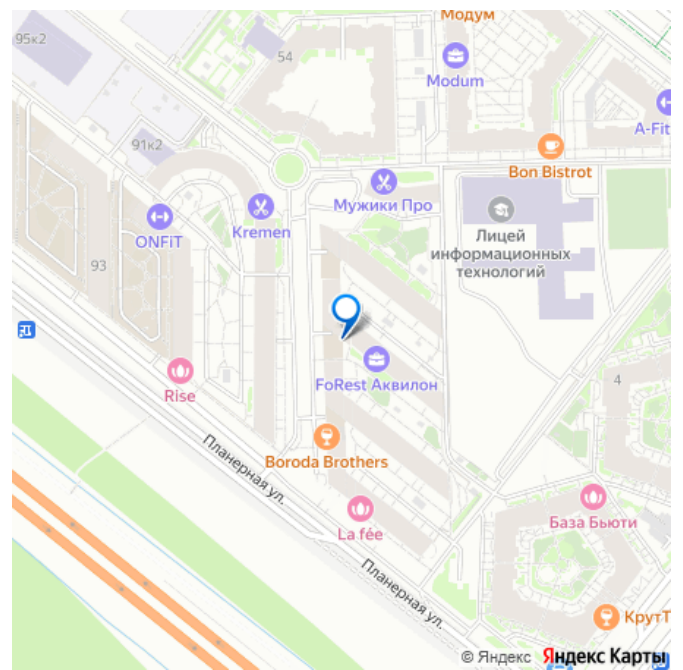 Модум
95к2
54
Modum
A-Fit
91к2
Bon Bistrot
Мужики Про
Kremen
ONFiT
Лицей
информационных
технологий
93
FoRest Аквилон
4
Rise
Boroda Brothers
Планерная ул.
La fée
База Бьюти
Планерная ул.
КрутТ
© Яндекс Яндекс Карты